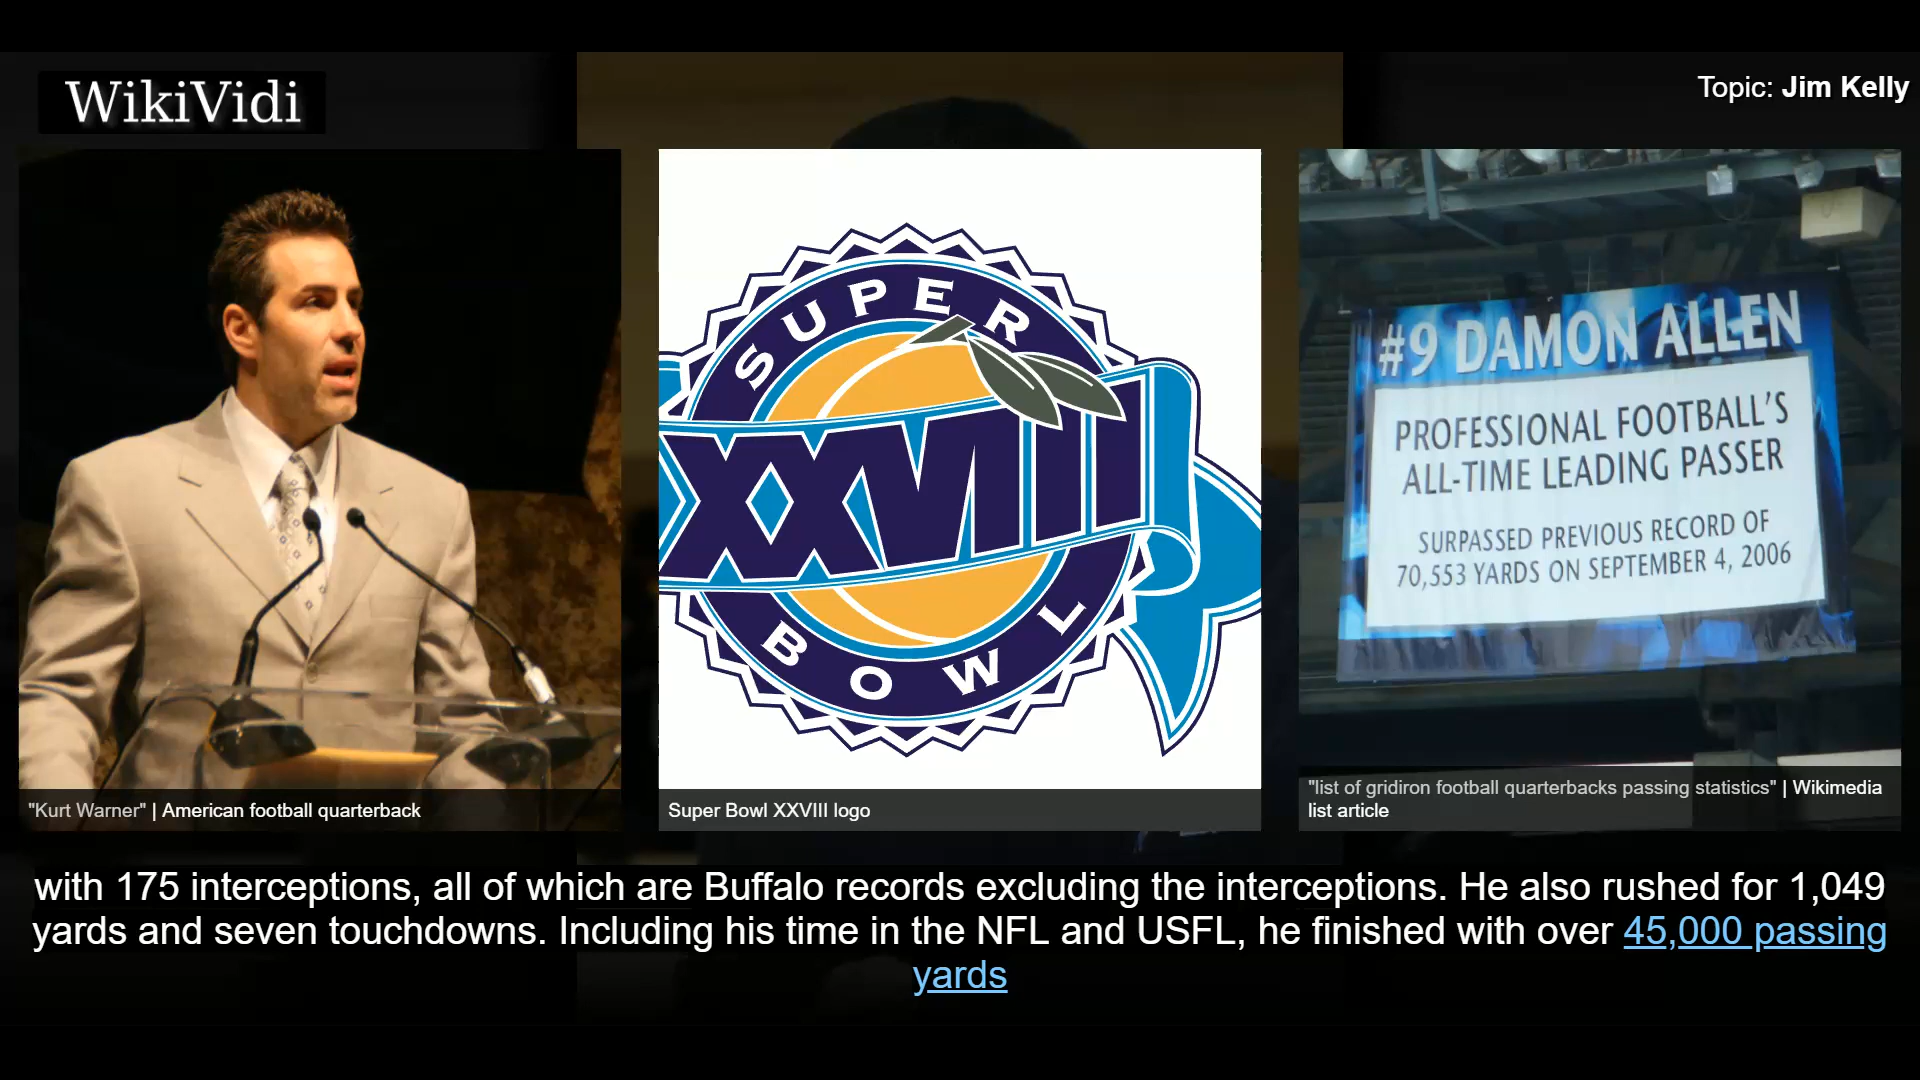 WikiVidi
Topic: Jim Kelly
SUPER
XXVIII
BOWL
#9 DAMON ALLEN
PROFESSIONAL FOOTBALL'S
ALL-TIME LEADING PASSER
SURPASSED PREVIOUS RECORD OF
70,553 YARDS ON SEPTEMBER 4, 2006
"Kurt Warner" | American football quarterback
Super Bowl XXVIII logo
"list of gridiron football quarterbacks passing statistics" | Wikimedia
list article
with 175 interceptions, all of which are Buffalo records excluding the interceptions. He also rushed for 1,049
yards and seven touchdowns. Including his time in the NFL and USFL, he finished with over 45,000 passing
yards